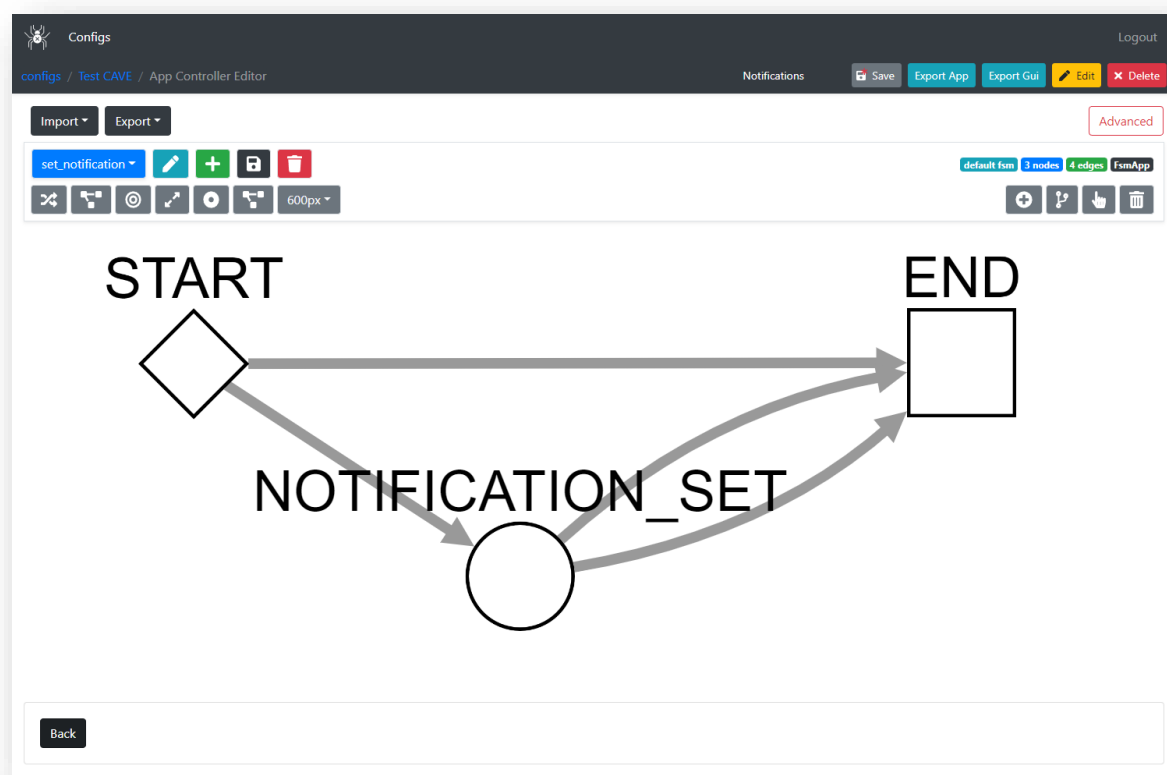 Configs
Logout
configs / Test CAVE / App Controller Editor
Notifications
Save
Export App
Export Gui
Edit
Delete
Import
Export
Advanced
set_notification
default fsm
3 nodes
4 edges
FsmApp
600px
START
END
NOTIFICATION_SET
Back